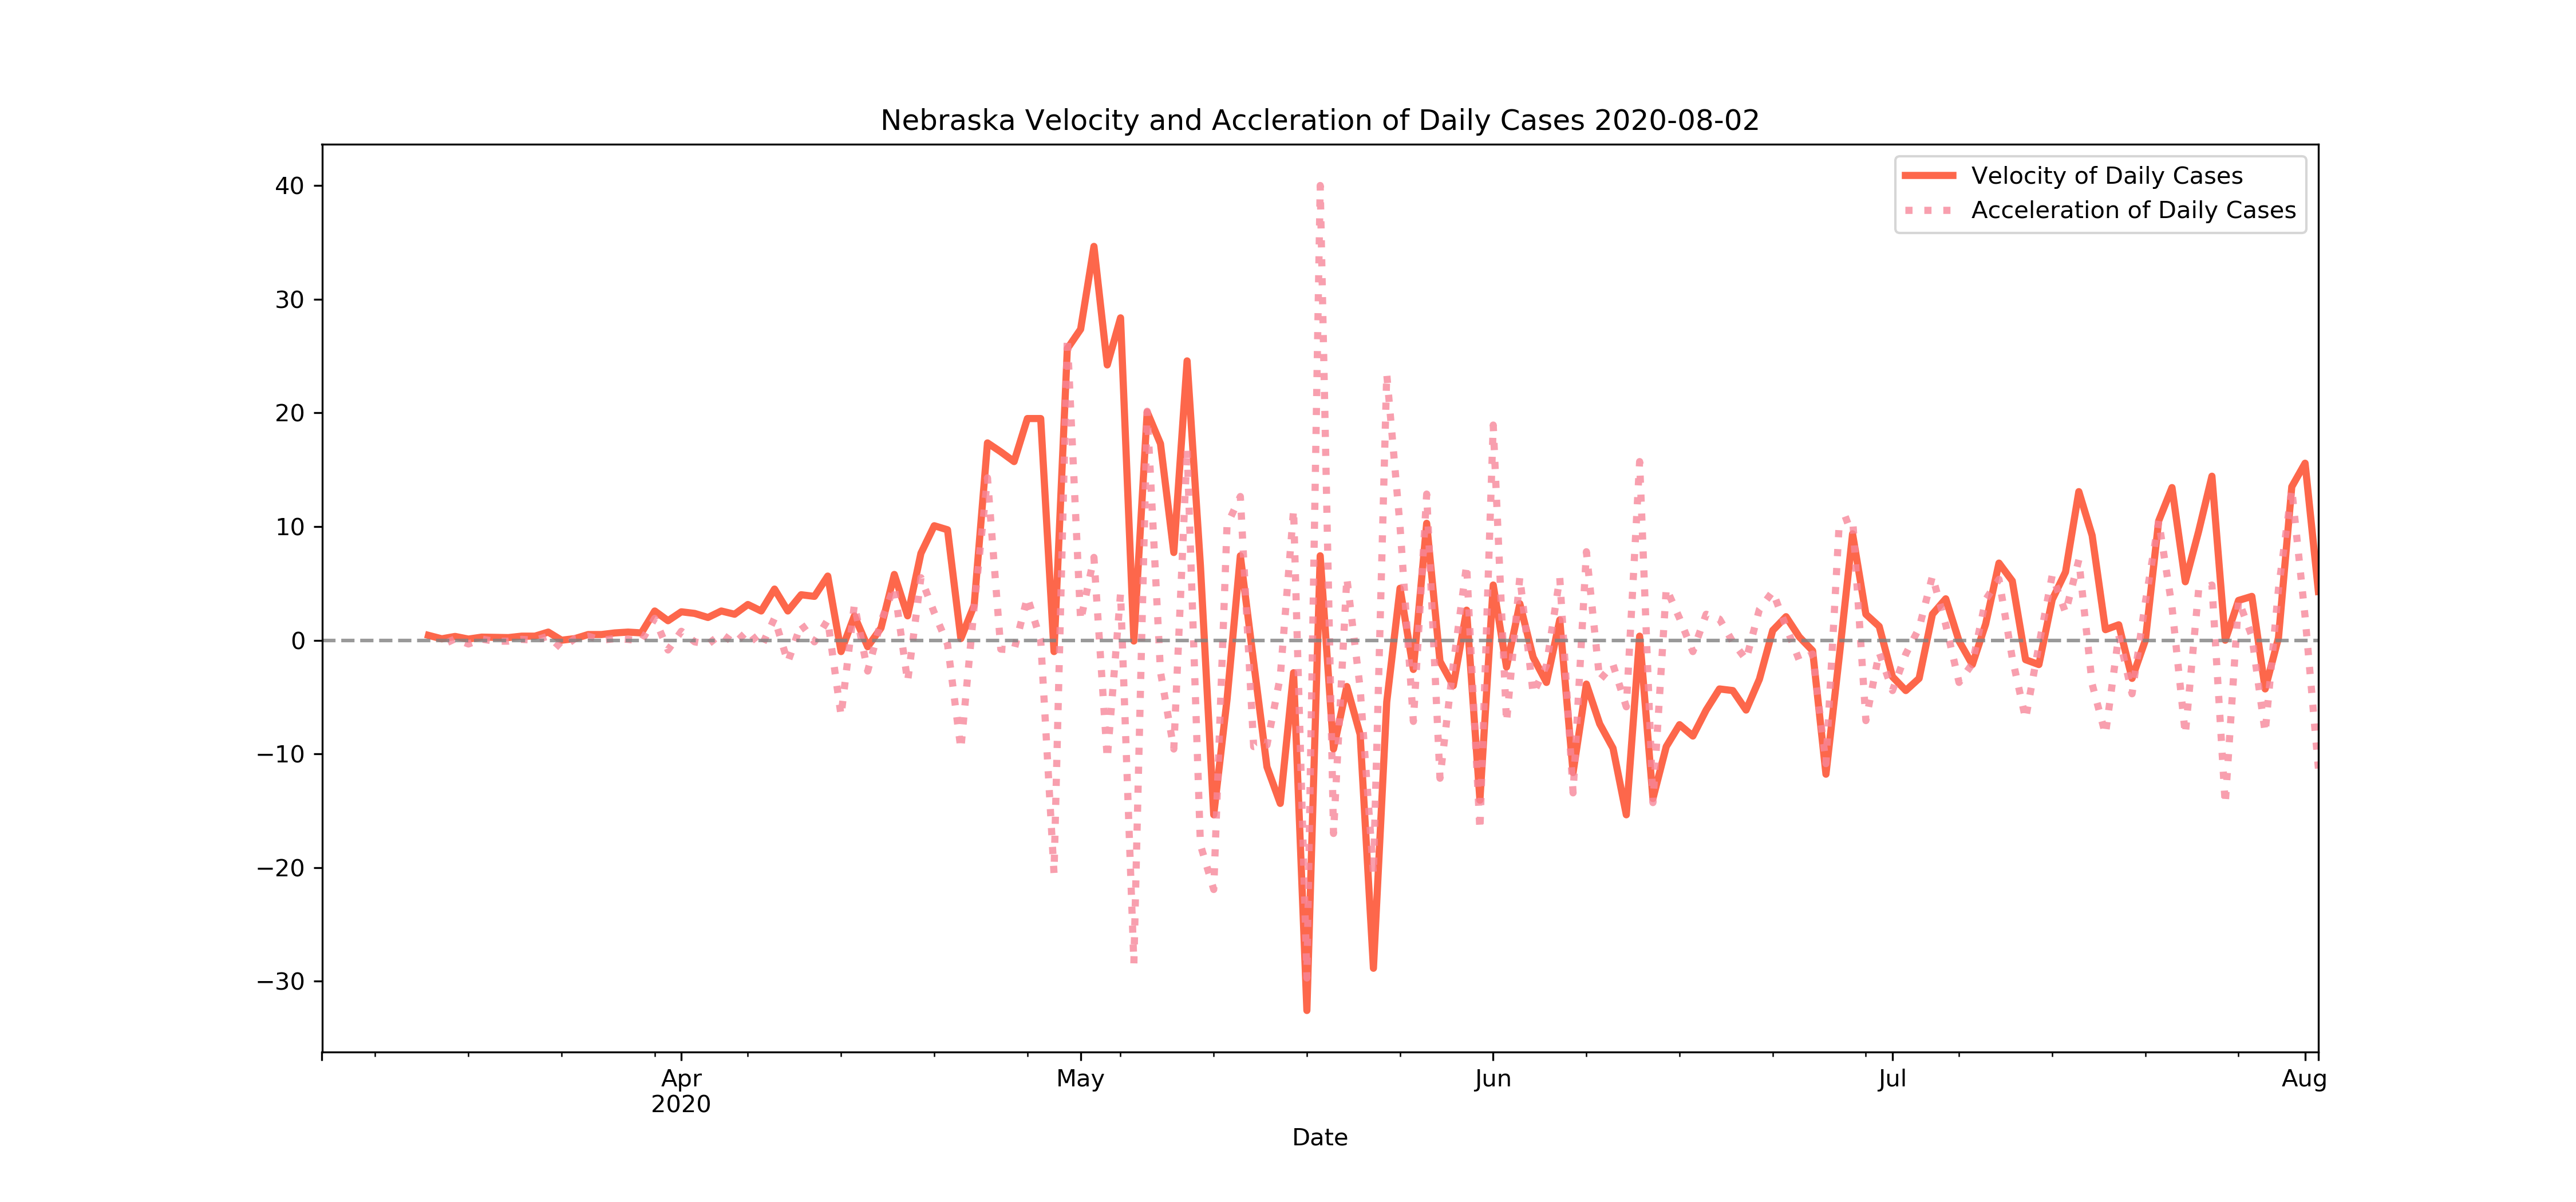 Nebraska Velocity and Accleration of Daily Cases 2020-08-02
Velocity of Daily Cases
Acceleration of Daily Cases
40
30
20
10
0
−10
−20
−30
Apr May Jun Jul Aug
2020
Date